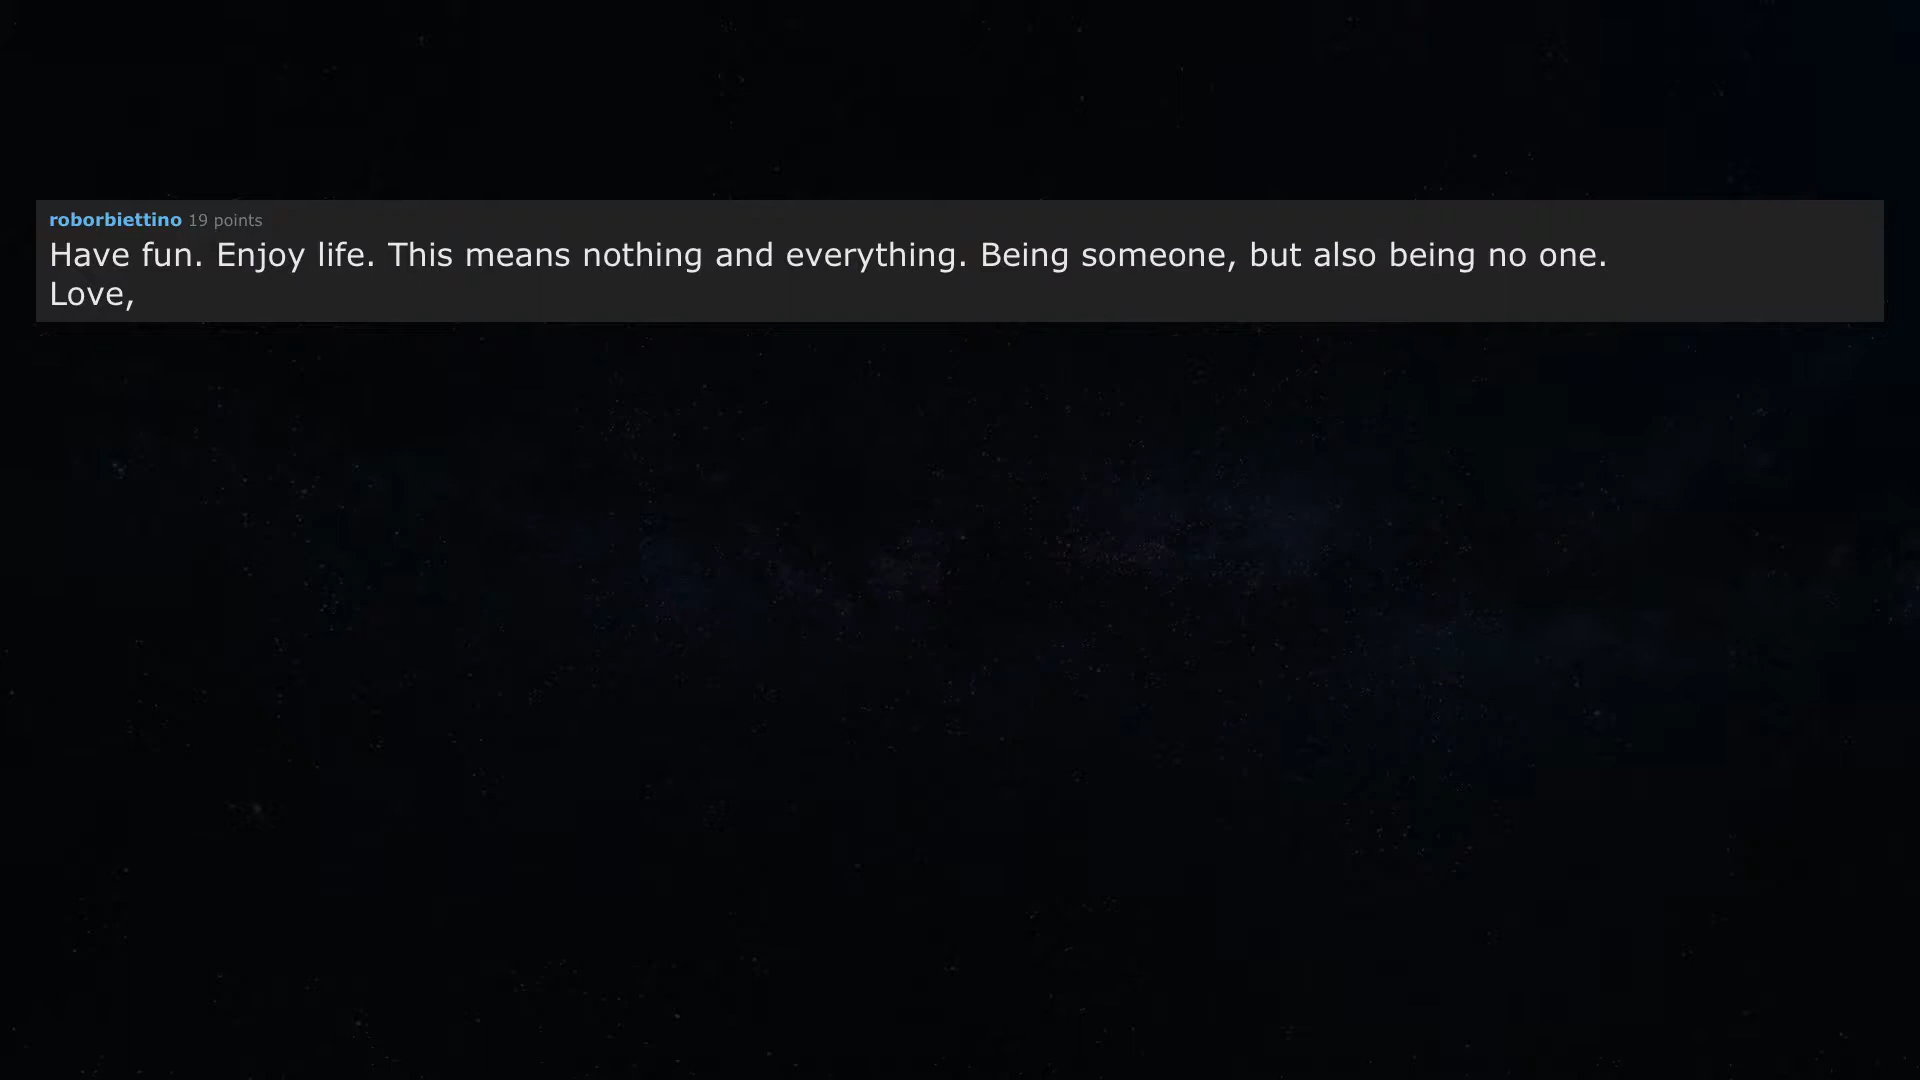 roborbiettino 19 points
Have fun. Enjoy life. This means nothing and everything. Being someone, but also being no one.
Love,